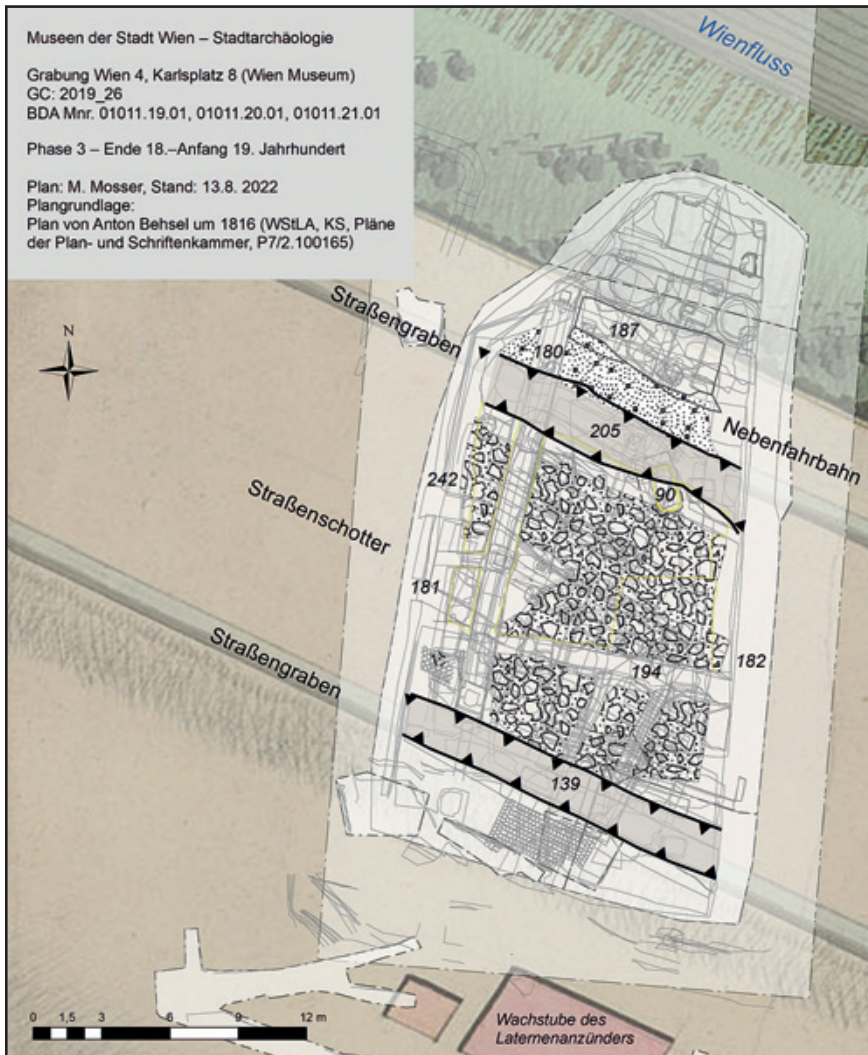 Museen der Stadt Wien – Stadtarchäologie
Grabung Wien 4, Karlsplatz 8 (Wien Museum)
GC: 2019_26
BDA Mnr. 01011.19.01, 01011.20.01, 01011.21.01
Phase 3 – Ende 18.–Anfang 19. Jahrhundert
Plan: M. Mosser, Stand: 13.8. 2022
Plangrundlage:
Plan von Anton Behsel um 1816 (WStLA, KS, Pläne
der Plan- und Schriftenkammer, P7/2.100165)
Wienfluss
N
Straßengraben
187
180
Nebenfahrbahn
205
242
90
Straßenschotter
181
Straßengraben
194
182
139
0 1,5 3 6 9 12 m
Wachstube des
Laternenanzünders